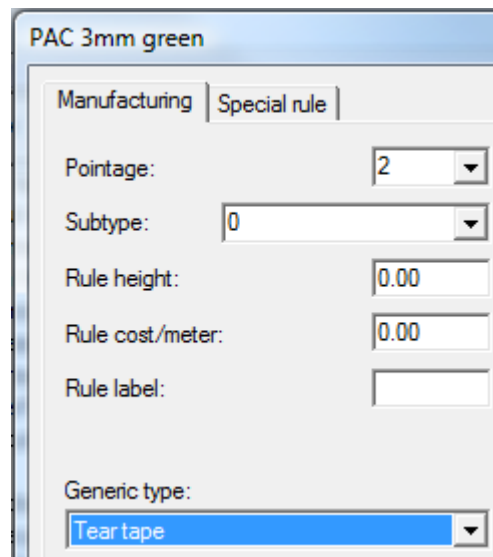 PAC 3mm green
Manufacturing Special rule
Pointage: 2
Subtype: 0
Rule height: 0.00
Rule cost/meter: 0.00
Rule label:
Generic type:
Tear tape